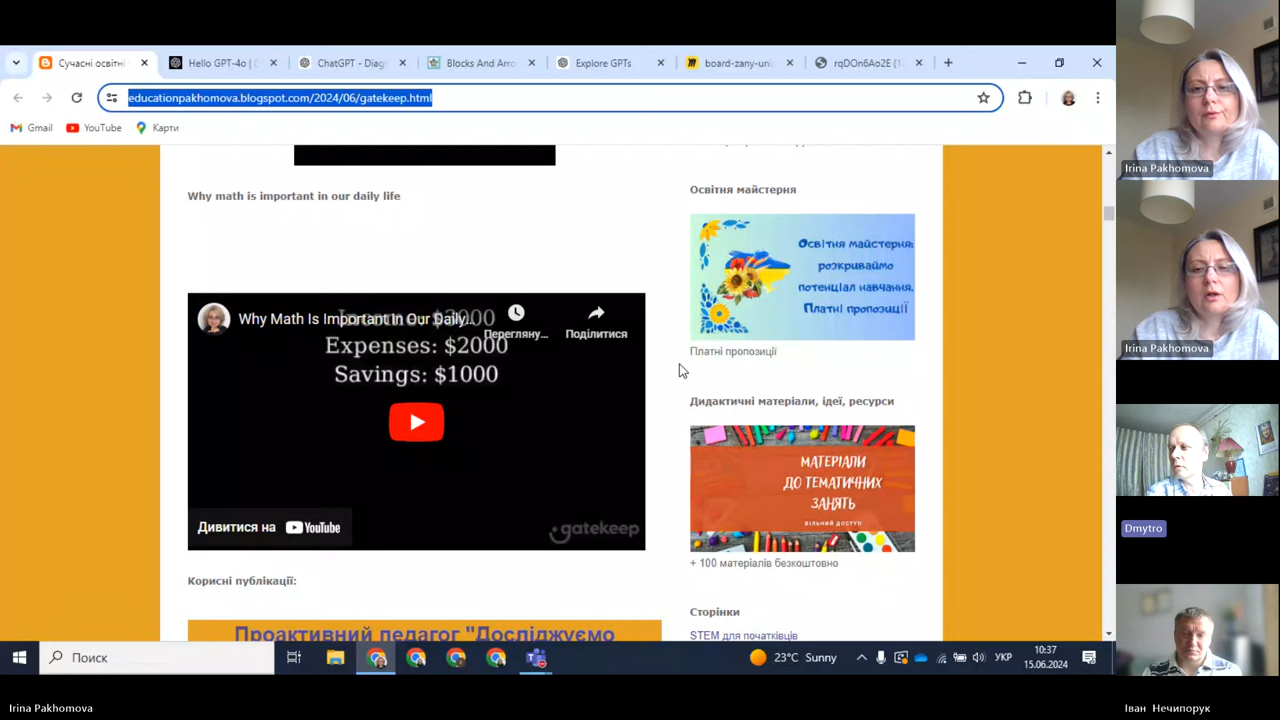 Сучасні освітні
Hello GPT-4o |
ChatGPT - Diag
Blocks And Arro
Explore GPTs
board-zany-uni
rqDOn6Ao2E (1
educationpakhomova.blogspot.com/2024/06/gatekeep.html
Gmail
YouTube
Карти
Why math is important in our daily life
Why Math Is Important In Our Daily...
Перегляну...
Поділитися
Expenses: $2000
Savings: $1000
Дивитися на YouTube
gatekeep
Корисні публікації:
Проактивний педагог "Досліджуємо
Освітня майстерня
Освітня майстерня:
розкриваймо
потенціал навчання.
Платні пропозиції
Платні пропозиції
Дидактичні матеріали, ідеї, ресурси
МАТЕРІАЛИ
ДО ТЕМАТИЧНИХ
ЗАНЯТЬ
ВІЛЬНИЙ ДОСТУП
+ 100 матеріалів безкоштовно
Сторінки
STEM для початківців
Поиск
23°C Sunny
УКР
10:37
15.06.2024
Irina Pakhomova
Irina Pakhomova
Dmytro
Іван Нечипорук
Irina Pakhomova